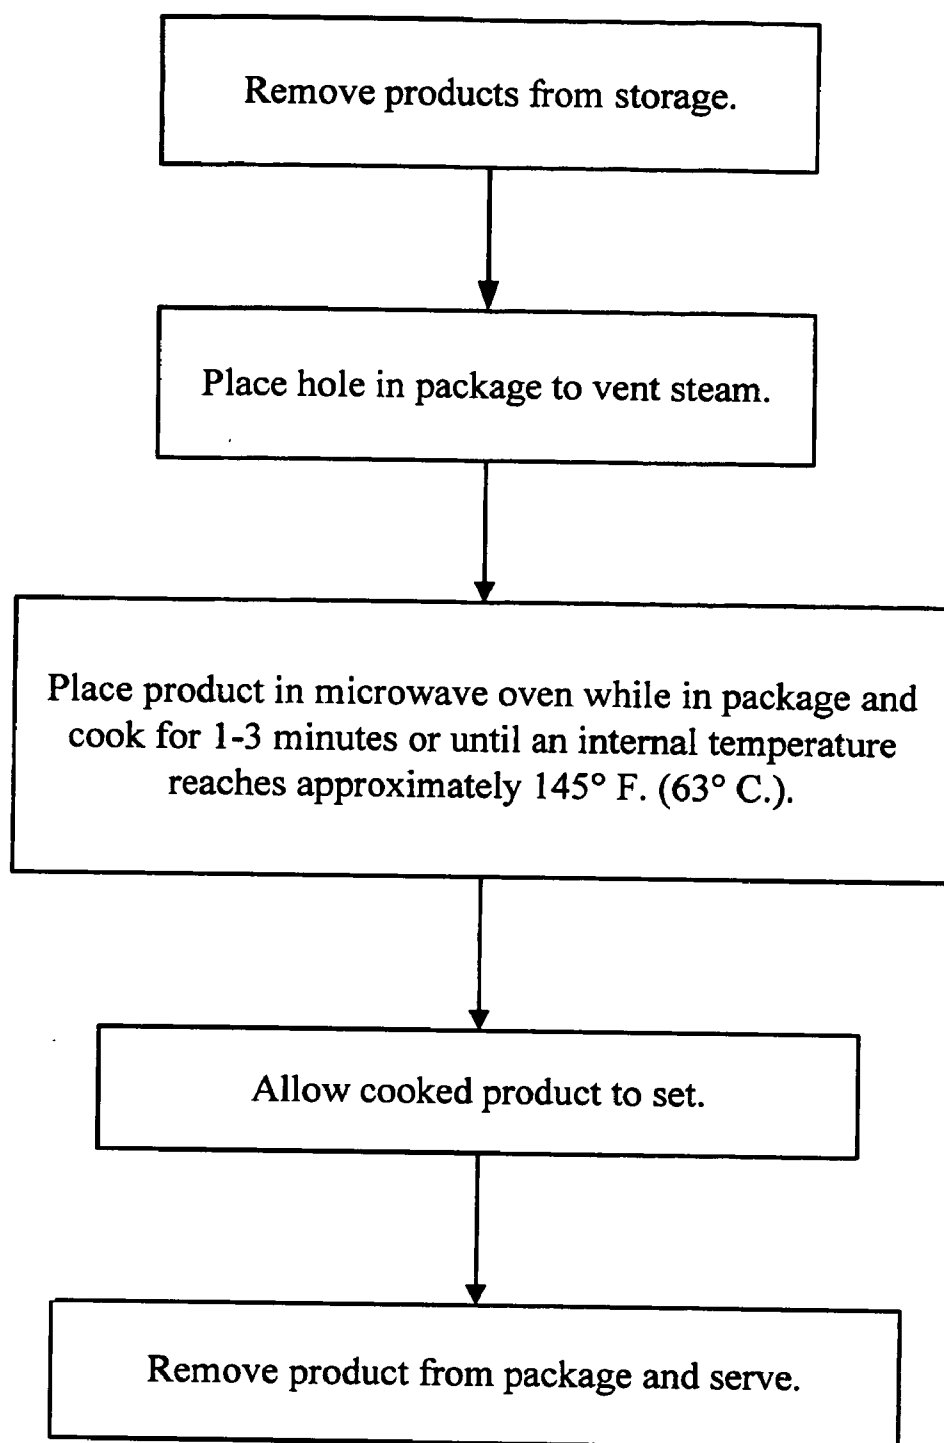 Remove products from storage.
Place hole in package to vent steam.
Place product in microwave oven while in package and
cook for 1-3 minutes or until an internal temperature
reaches approximately 145° F. (63° C.).
Allow cooked product to set.
Remove product from package and serve.